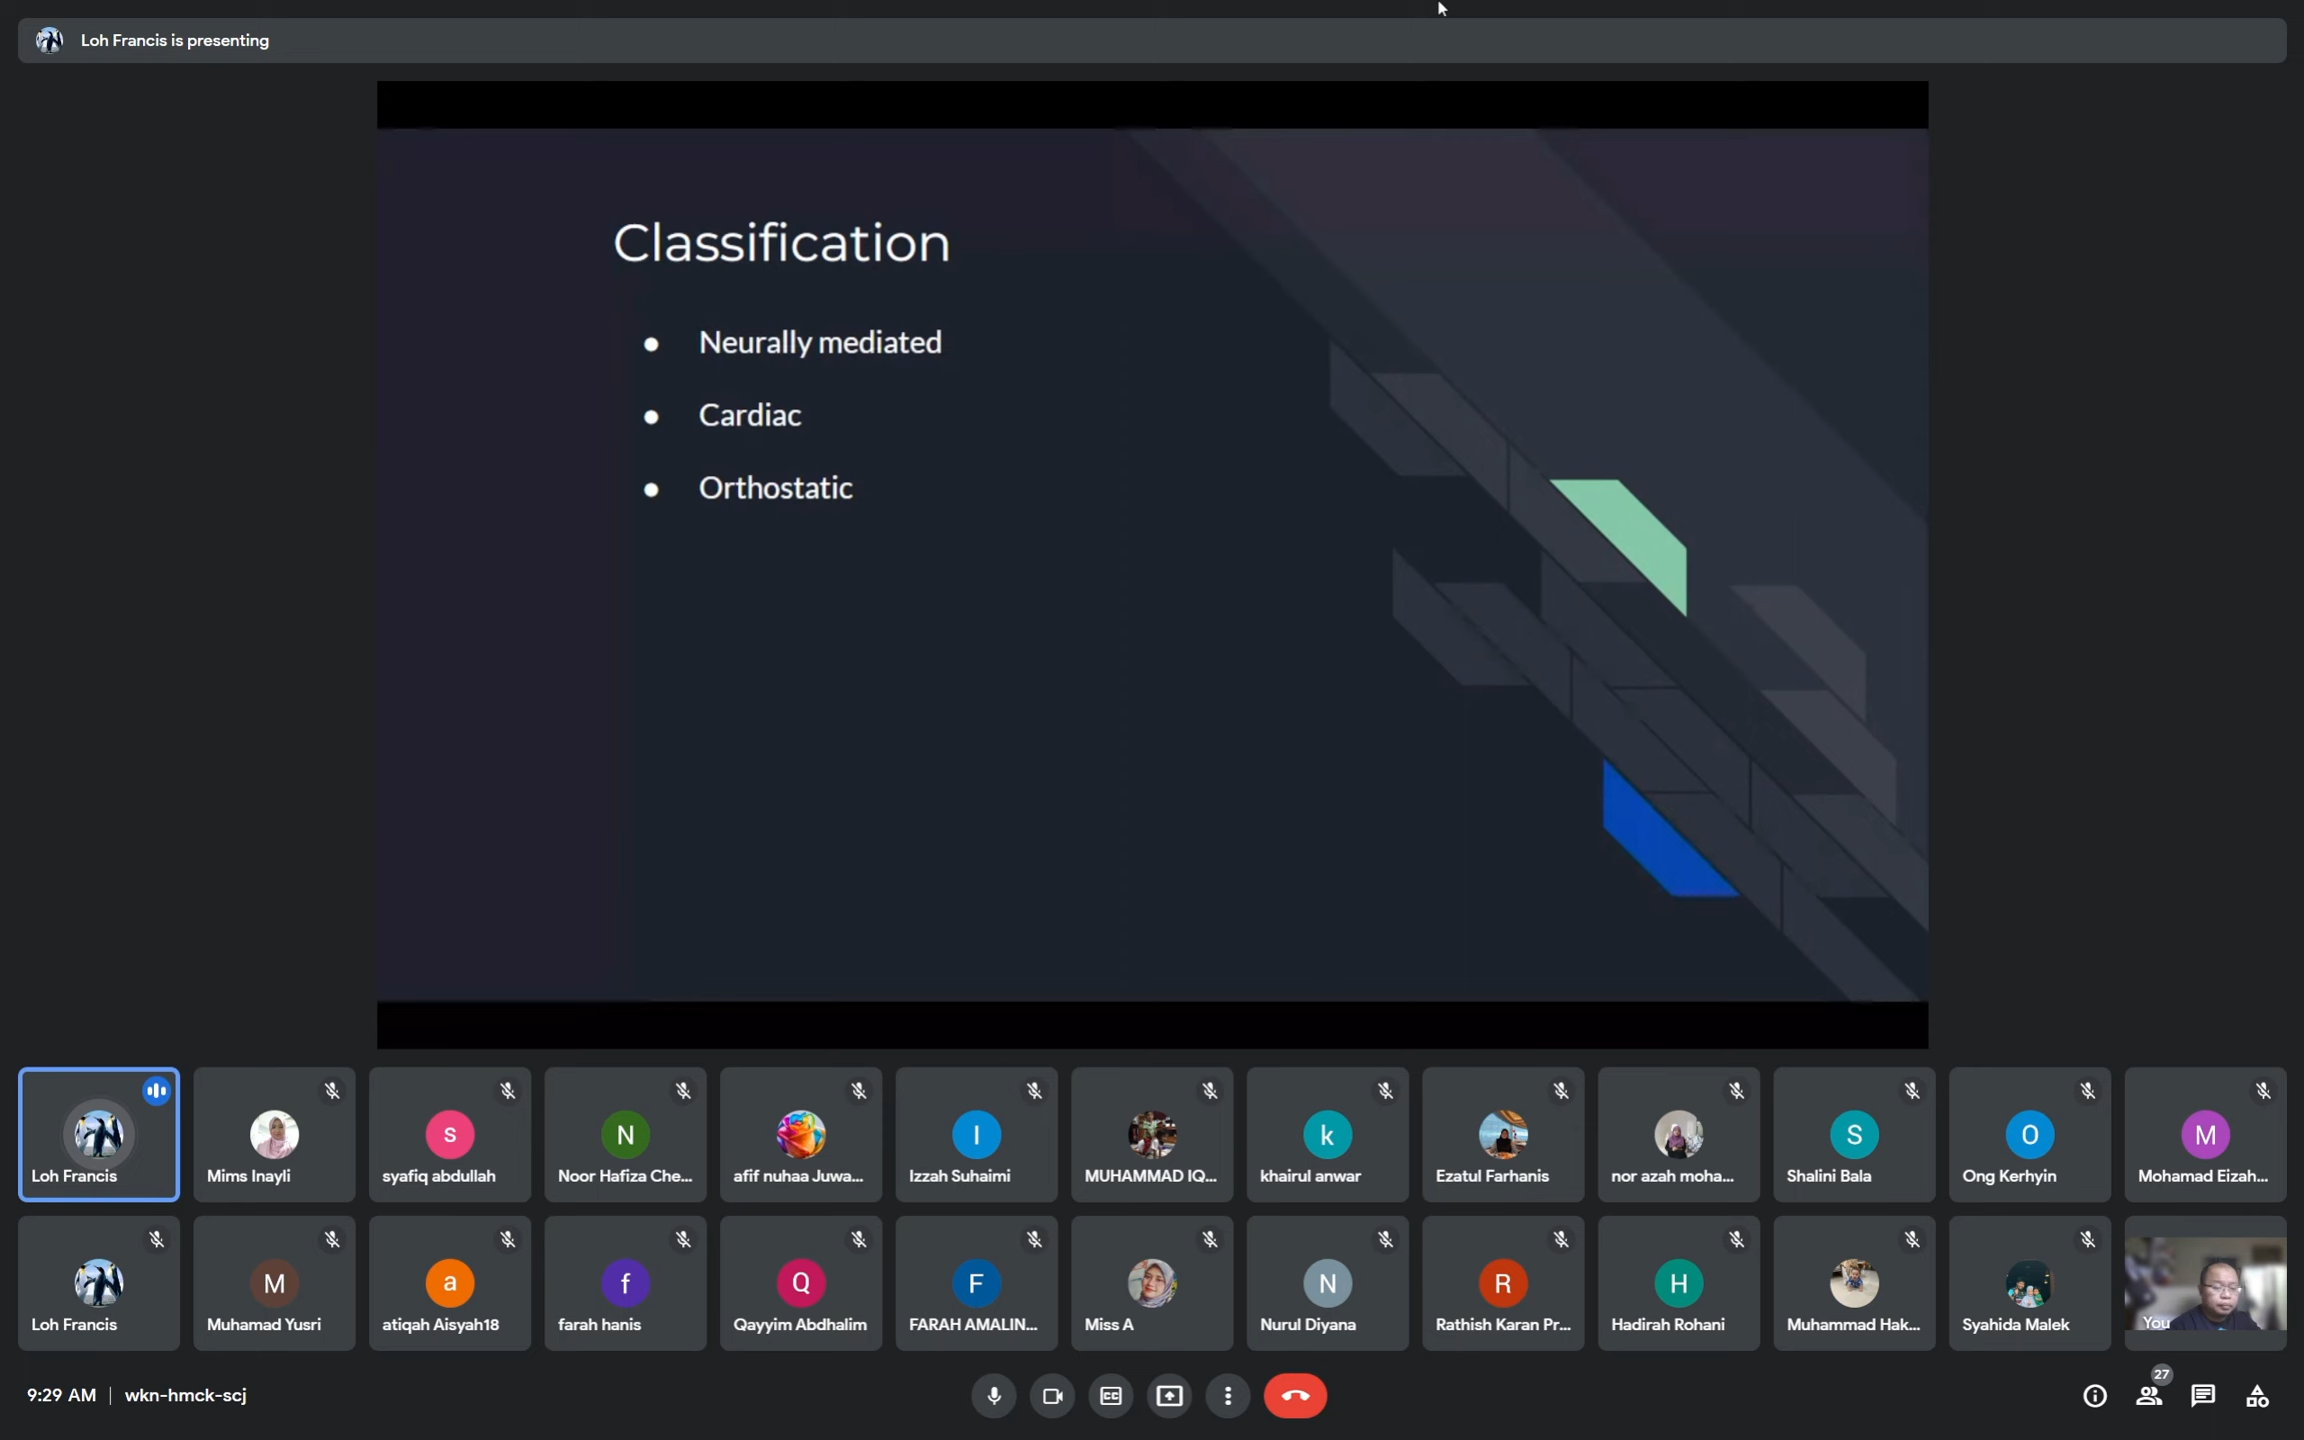 Loh Francis is presenting
Classification
● Neurally mediated
● Cardiac
● Orthostatic
Loh Francis
Mims Inayli
s
syafiq abdullah
N
Noor Hafiza Che...
afif nuhaa Juwa...
I
Izzah Suhaimi
MUHAMMAD IQ...
k
khairul anwar
Ezatul Farhanis
nor azah moha...
S
Shalini Bala
O
Ong Kerhyin
M
Mohamad Eizah...
Loh Francis
M
Muhamad Yusri
a
atiqah Aisyah18
f
farah hanis
Q
Qayyim Abdhalim
F
FARAH AMALIN...
Miss A
N
Nurul Diyana
R
Rathish Karan Pr...
H
Hadirah Rohani
Muhammad Hak...
Syahida Malek
You
9:29 AM | wkn-hmck-scj
CC
27